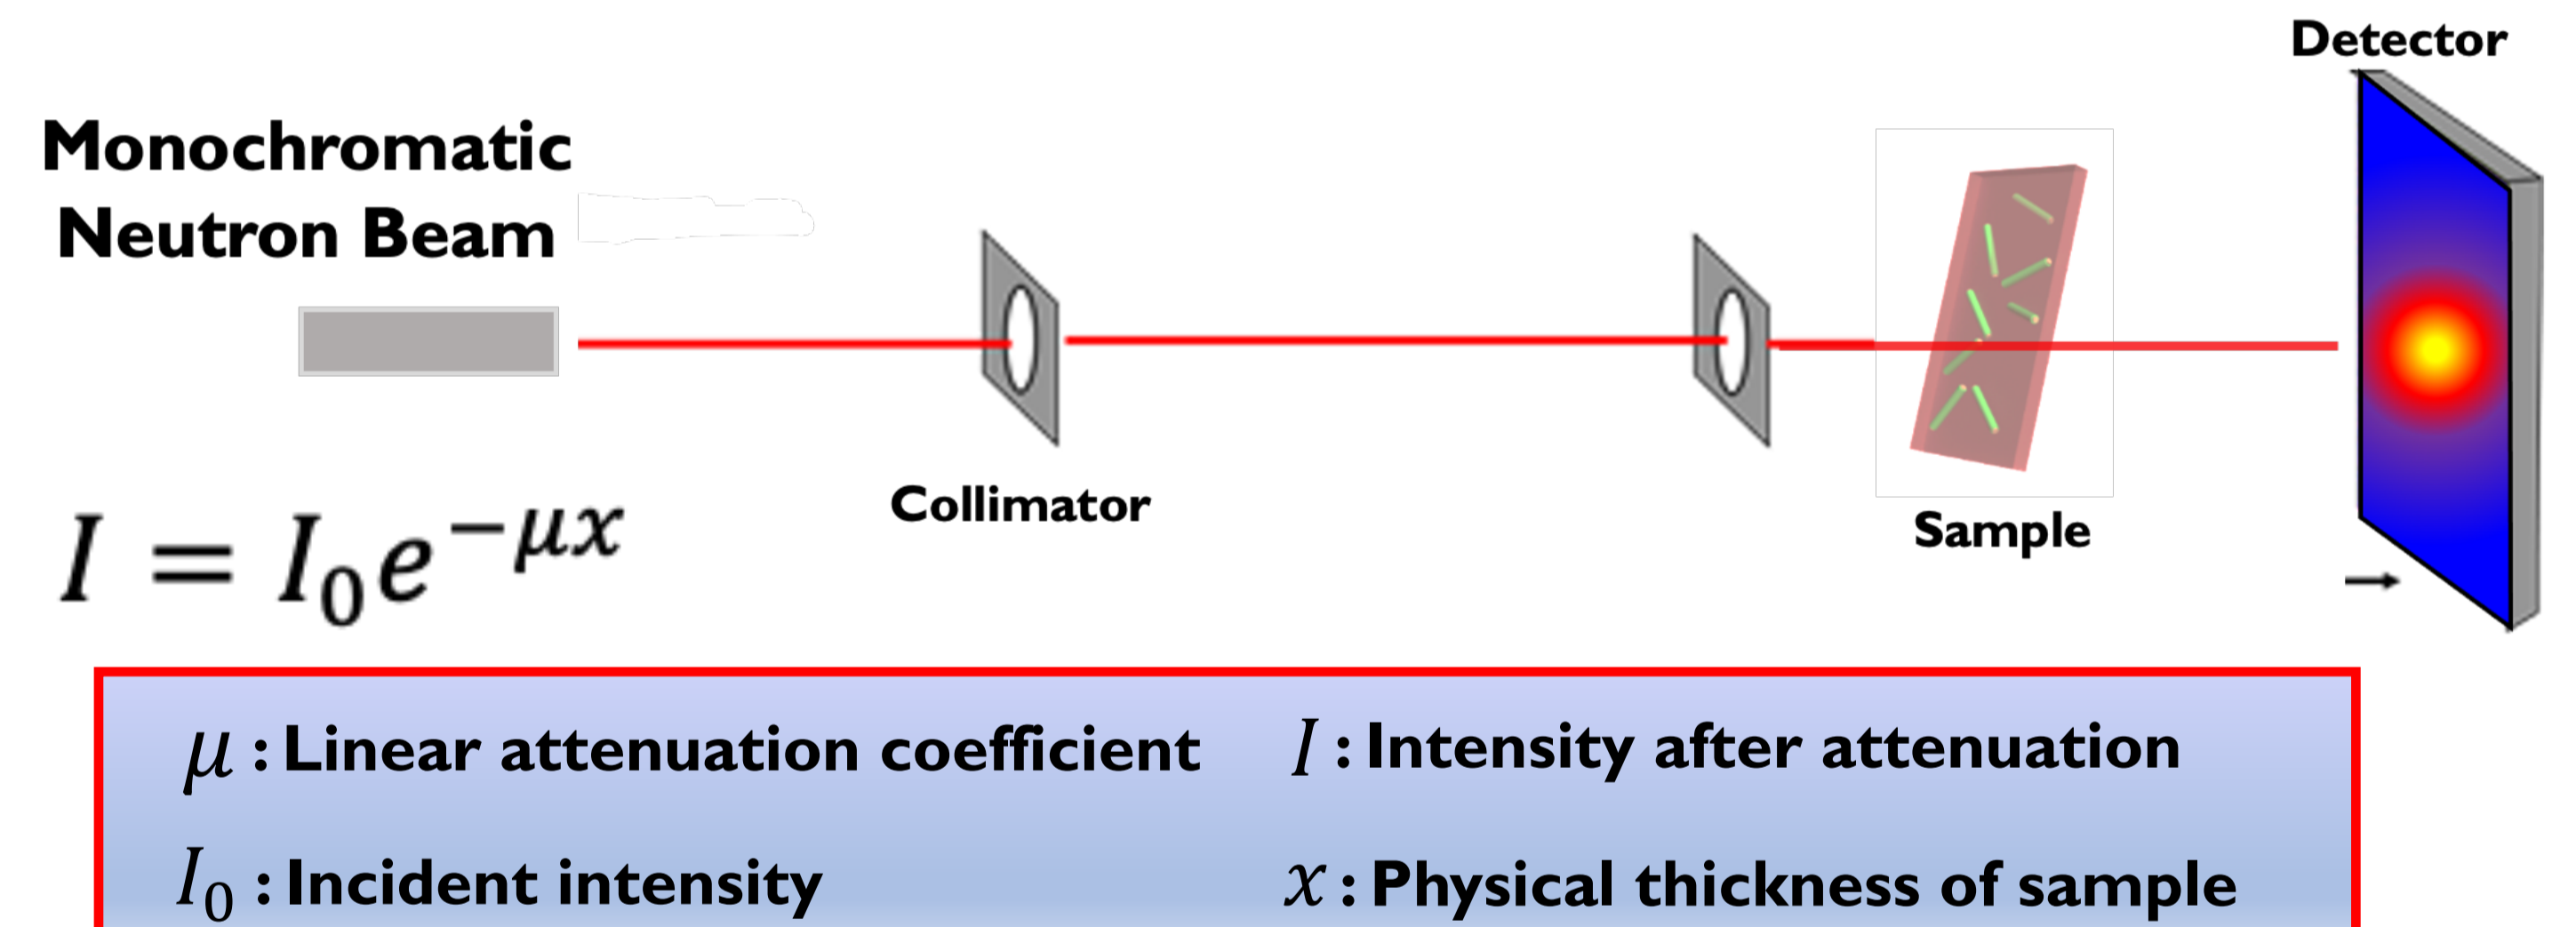 Detector
Monochromatic
Neutron Beam
Collimator
Sample
I = I₀e^−μx
μ : Linear attenuation coefficient
I : Intensity after attenuation
I₀ : Incident intensity
x : Physical thickness of sample